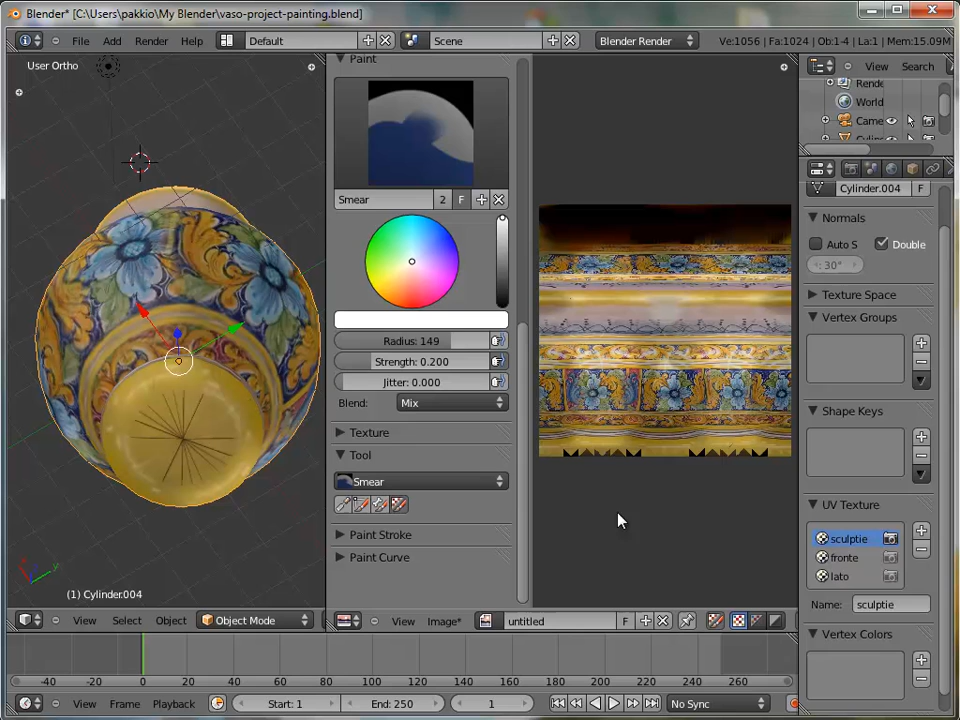 Blender* [C:\Users\pakkio\My Blender\vaso-project-painting.blend]
File Add Render Help Default Scene Blender Render Ve:1056 | Fa:1024 | Ob:1-4 | La:1 | Mem:15.09M
User Ortho
(1) Cylinder.004
View Select Object Object Mode
Paint
Smear 2 F
Radius: 149
Strength: 0.200
Jitter: 0.000
Blend: Mix
Texture
Tool
Smear
Paint Stroke
Paint Curve
View Image* untitled F
View Search
Rende
World
Came
Cylinder.004 F
Normals
Auto S Double
: 30°
Texture Space
Vertex Groups
Shape Keys
UV Texture
sculptie
fronte
lato
Name: sculptie
Vertex Colors
-40 -20 0 20 40 60 80 100 120 140 160 180 200 220 240 260
View Frame Playback Start: 1 End: 250 1 No Sync